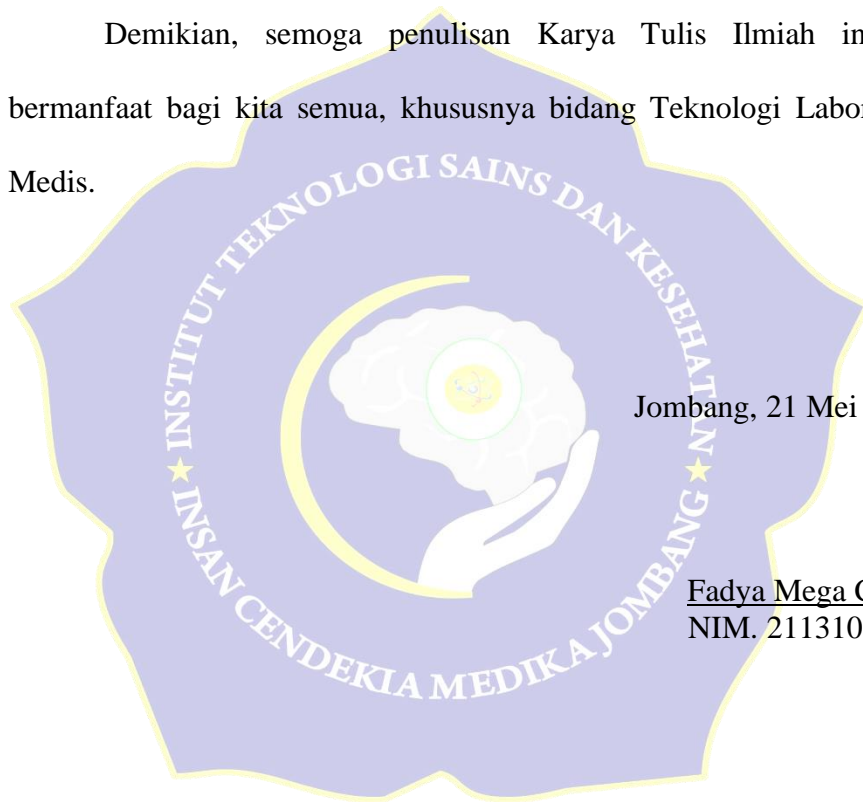 Demikian, semoga penulisan Karya Tulis Ilmiah in
bermanfaat bagi kita semua, khususnya bidang Teknologi Labor
Medis.
INSTITUT TEKNOLOGI SAINS DAN KESEHATAN
Jombang, 21 Mei
INSAN CENDEKIA MEDIKA JOMBANG
Fadya Mega C
NIM. 211310